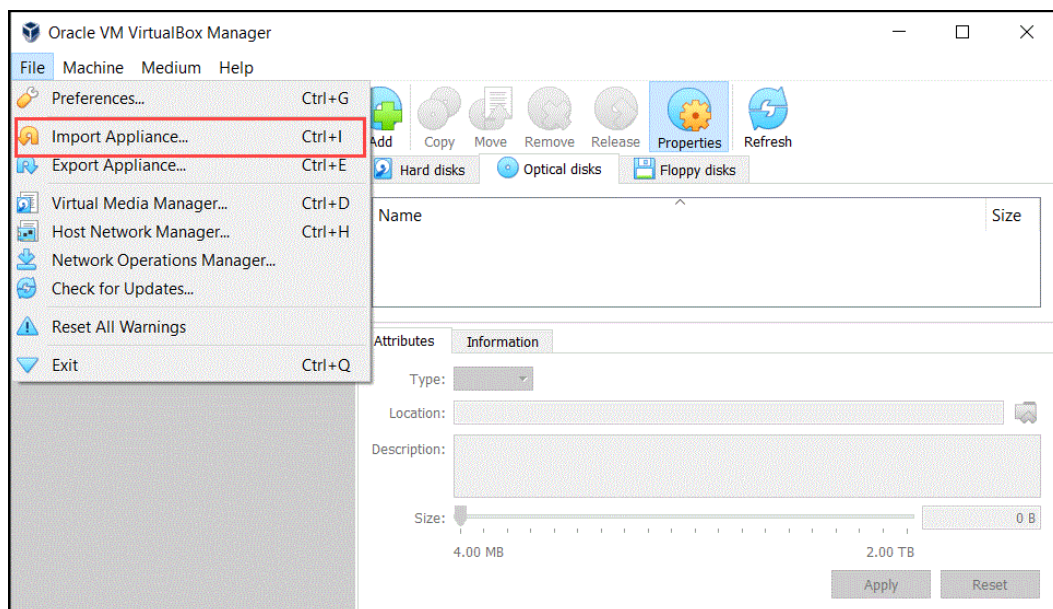 Oracle VM VirtualBox Manager
File Machine Medium Help
Preferences... Ctrl+G
Import Appliance... Ctrl+I
Export Appliance... Ctrl+E
Virtual Media Manager... Ctrl+D
Host Network Manager... Ctrl+H
Network Operations Manager...
Check for Updates...
Reset All Warnings
Exit Ctrl+Q
Add Copy Move Remove Release Properties Refresh
Hard disks Optical disks Floppy disks
Name Size
Attributes Information
Type:
Location:
Description:
Size: 0 B
4.00 MB 2.00 TB
Apply Reset